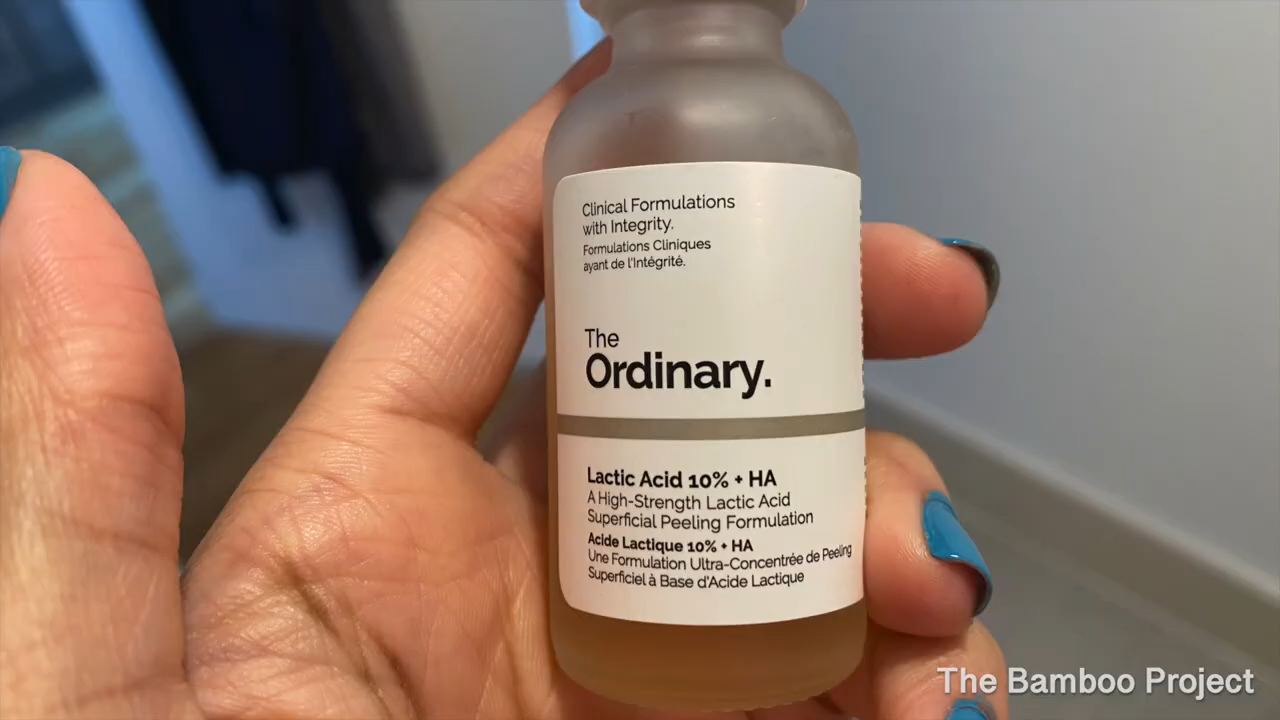 Clinical Formulations
with Integrity.
Formulations Cliniques
ayant de l'Intégrité.
The
Ordinary.
Lactic Acid 10% + HA
A High-Strength Lactic Acid
Superficial Peeling Formulation
Acide Lactique 10% + HA
Une Formulation Ultra-Concentrée de Peeling
Superficiel à Base d'Acide Lactique
The Bamboo Project